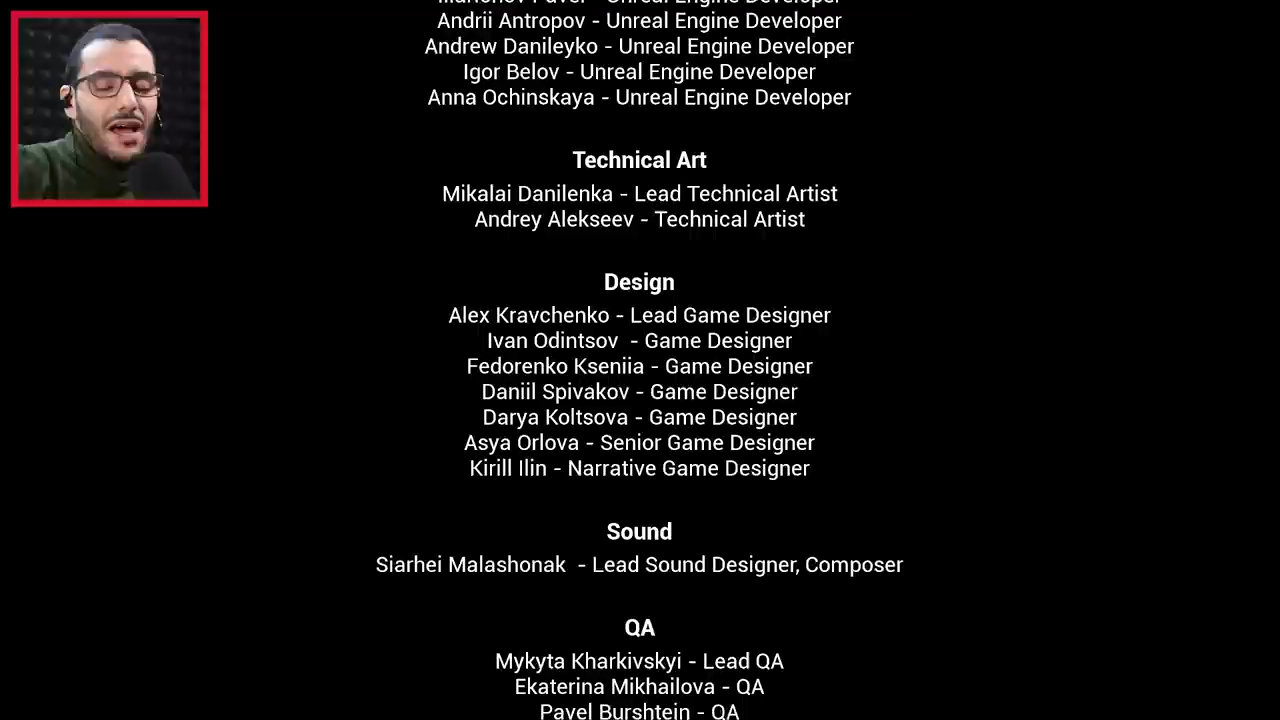 Unreal Engine Developer
Andrii Antropov - Unreal Engine Developer
Andrew Danileyko - Unreal Engine Developer
Igor Belov - Unreal Engine Developer
Anna Ochinskaya - Unreal Engine Developer
Technical Art
Mikalai Danilenka - Lead Technical Artist
Andrey Alekseev - Technical Artist
Design
Alex Kravchenko - Lead Game Designer
Ivan Odintsov - Game Designer
Fedorenko Kseniia - Game Designer
Daniil Spivakov - Game Designer
Darya Koltsova - Game Designer
Asya Orlova - Senior Game Designer
Kirill Ilin - Narrative Game Designer
Sound
Siarhei Malashonak - Lead Sound Designer, Composer
QA
Mykyta Kharkivskyi - Lead QA
Ekaterina Mikhailova - QA
Pavel Burshtein - QA